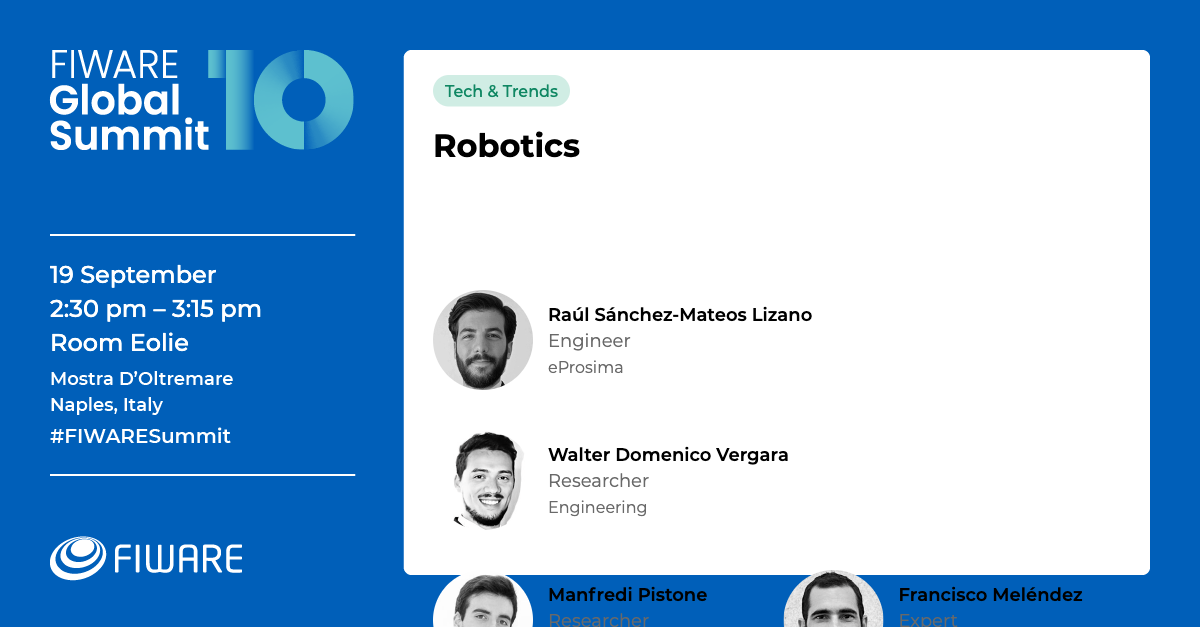 FIWARE
Global
Summit
10
19 September
2:30 pm – 3:15 pm
Room Eolie
Mostra D’Oltremare
Naples, Italy
#FIWARESummit
FIWARE
Tech & Trends
Robotics
Raúl Sánchez-Mateos Lizano
Engineer
eProsima
Walter Domenico Vergara
Researcher
Engineering
Manfredi Pistone
Researcher
Francisco Meléndez
Expert